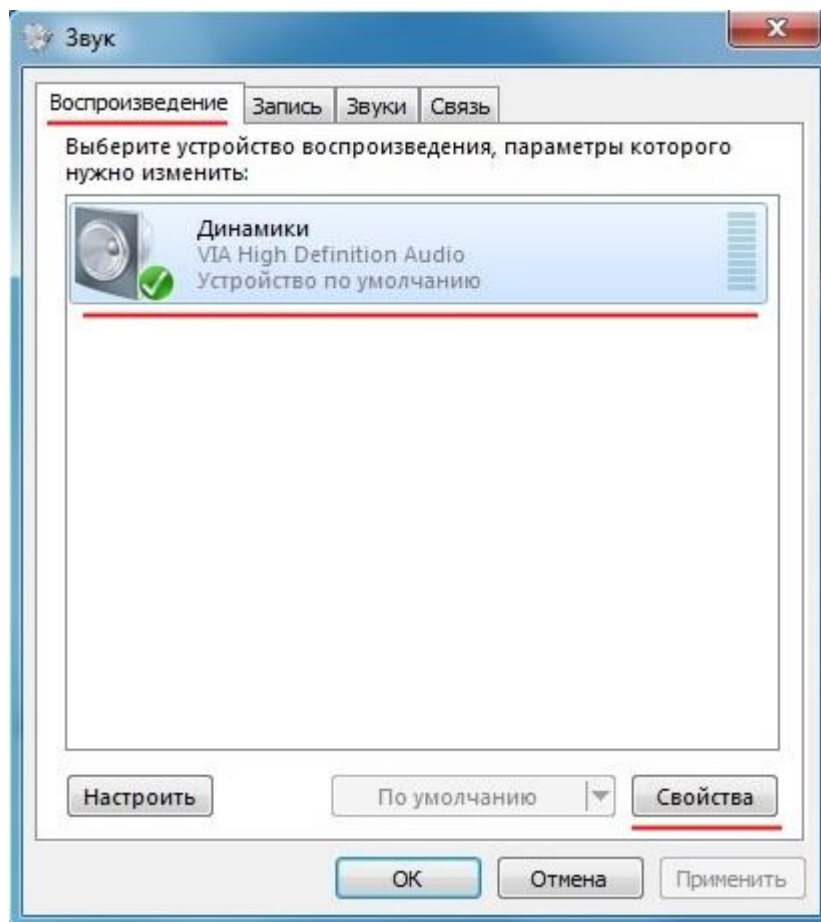 Звук
Воспроизведение Запись Звуки Связь
Выберите устройство воспроизведения, параметры которого
нужно изменить:
Динамики
VIA High Definition Audio
Устройство по умолчанию
Настроить По умолчанию Свойства
ОК Отмена Применить